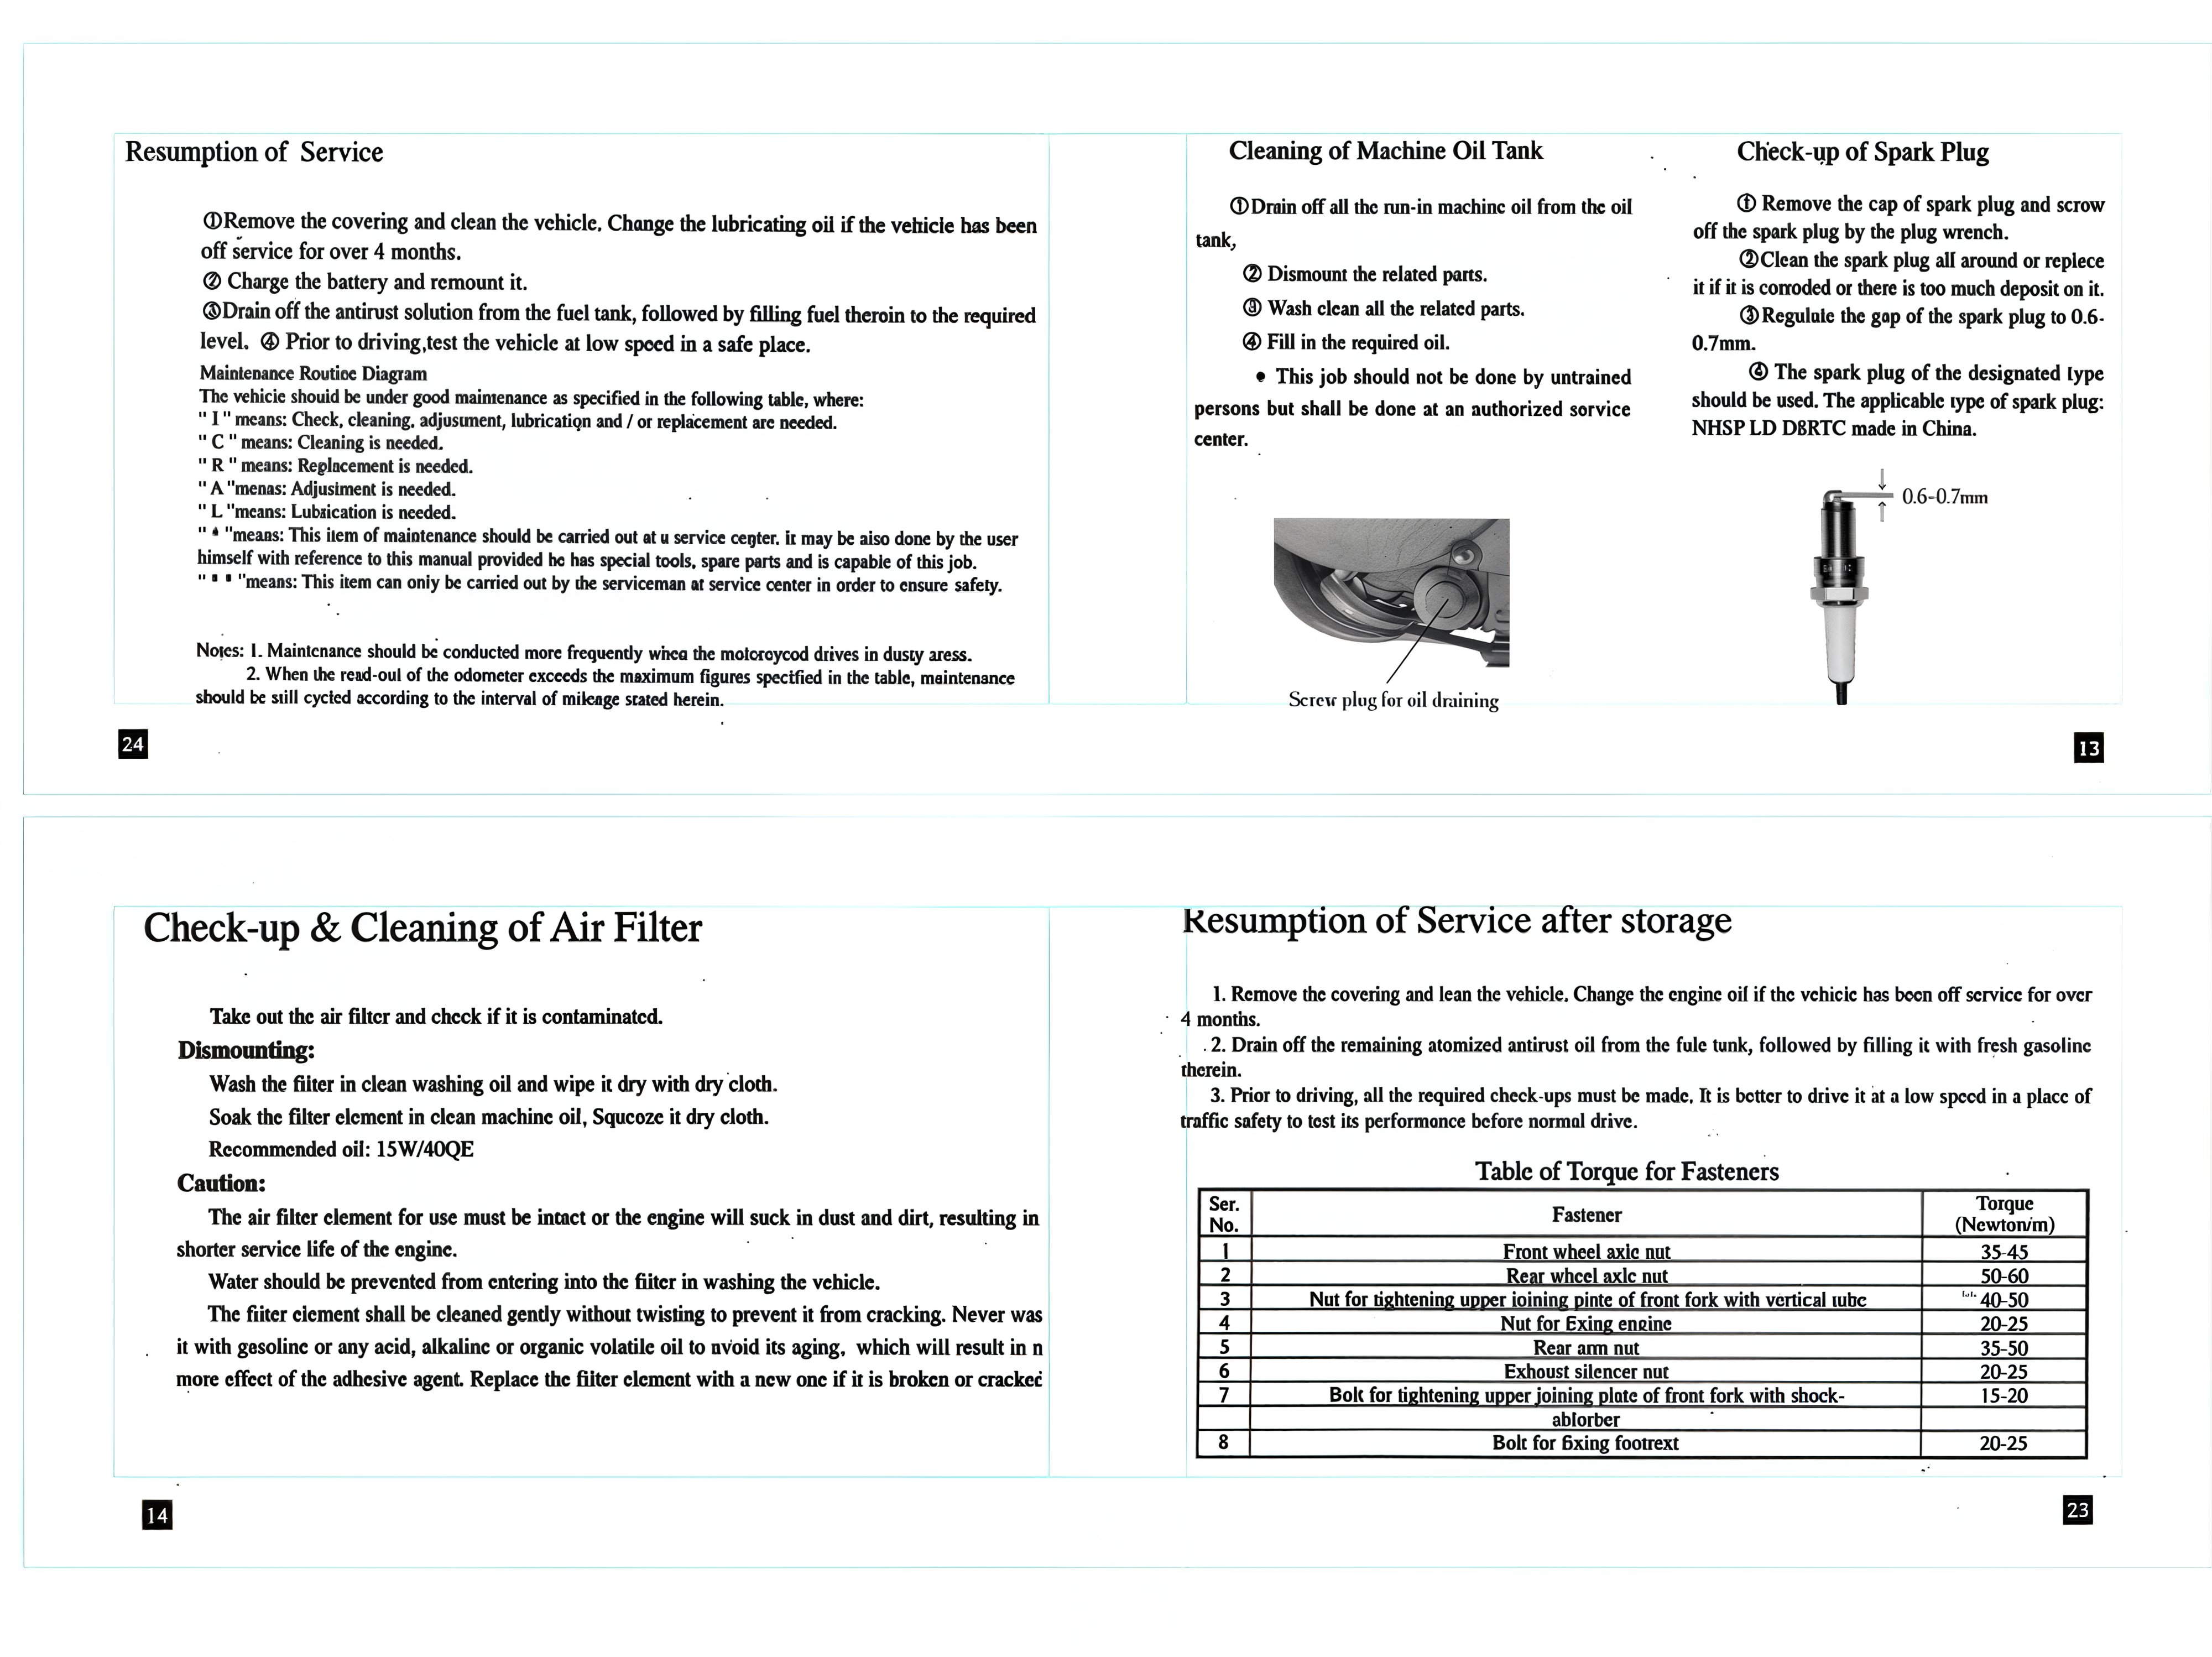 Resumption of Service
①Remove the covering and clean the vehicle. Change the lubricating oil if the vehicle has been
off service for over 4 months.
② Charge the battery and remount it.
③Drain off the antirust solution from the fuel tank, followed by filling fuel theroin to the required
level. ④ Prior to driving,test the vehicle at low speed in a safe place.
Maintenance Routioe Diagram
The vehicie should be under good maintenance as specified in the following table, where:
" I " means: Check, cleaning, adjustment, lubrication and / or replacement are needed.
" C " means: Cleaning is needed.
" R " means: Replacement is needed.
" A "menas: Adjusiment is needed.
" L "means: Lubaication is needed.
" * "means: This item of maintenance should be carried out at u service center. it may be aiso done by the user
himself with reference to this manual provided he has special tools, spare parts and is capable of this job.
" * * "means: This item can oniy be carried out by the serviceman at service center in order to ensure safety.
Notes: 1. Maintenance should be conducted more frequently when the motoroycod drives in dusty aress.
2. When the read-oul of the odometer exceeds the maximum figures spectfied in the table, maintenance
should be still cycted according to the interval of mileage stated herein.
24
Cleaning of Machine Oil Tank
①Drain off all the run-in machine oil from the oil
tank,
② Dismount the related parts.
③ Wash clean all the related parts.
④ Fill in the required oil.
● This job should not be done by untrained
persons but shall be done at an authorized sorvice
center.
Screw plug for oil draining
Check-up of Spark Plug
① Remove the cap of spark plug and screw
off the spark plug by the plug wrench.
②Clean the spark plug all around or replece
it if it is corroded or there is too much deposit on it.
③Regulate the gap of the spark plug to 0.6-
0.7mm.
④ The spark plug of the designated type
should be used. The applicable type of spark plug:
NHSP LD D8RTC made in China.
0.6-0.7mm
13
Check-up & Cleaning of Air Filter
Take out the air filter and check if it is contaminated.
Dismounting:
Wash the fiiter in clean washing oil and wipe it dry with dry cloth.
Soak the filter element in clean machine oil, Squcoze it dry cloth.
Recommended oil: 15W/40QE
Caution:
The air filter element for use must be intact or the engine will suck in dust and dirt, resulting in
shorter service life of the engine.
Water should be prevented from entering into the fiiter in washing the vehicle.
The fiiter eiement shall be cleaned gently without twisting to prevent it from cracking. Never was
it with gesoline or any acid, alkaline or organic volatile oil to avoid its aging, which will result in n
more effect of the adhesive agent. Replace the fiiter element with a new one if it is broken or cracked
14
Resumption of Service after storage
1. Remove the covering and lean the vehicle. Change the engine oil if the vehicie has been off service for over
4 months.
2. Drain off the remaining atomized antirust oil from the fule tunk, followed by filling it with fresh gasoline
therein.
3. Prior to driving, all the required check-ups must be made. It is better to drive it at a low speed in a place of
traffic safety to test its performance before normal drive.
Table of Torque for Fasteners
Ser. No. Fastener Torque (Newton/m)
1 Front wheel axle nut 35-45
2 Rear wheel axle nut 50-60
3 Nut for tightening upper joining pinte of front fork with vertical tube 40-50
4 Nut for Exing engine 20-25
5 Rear arm nut 35-50
6 Exhoust silencer nut 20-25
7 Bolt for tightening upper joining plate of front fork with shock- 15-20
ablorber
8 Bolt for fixing footrext 20-25
23